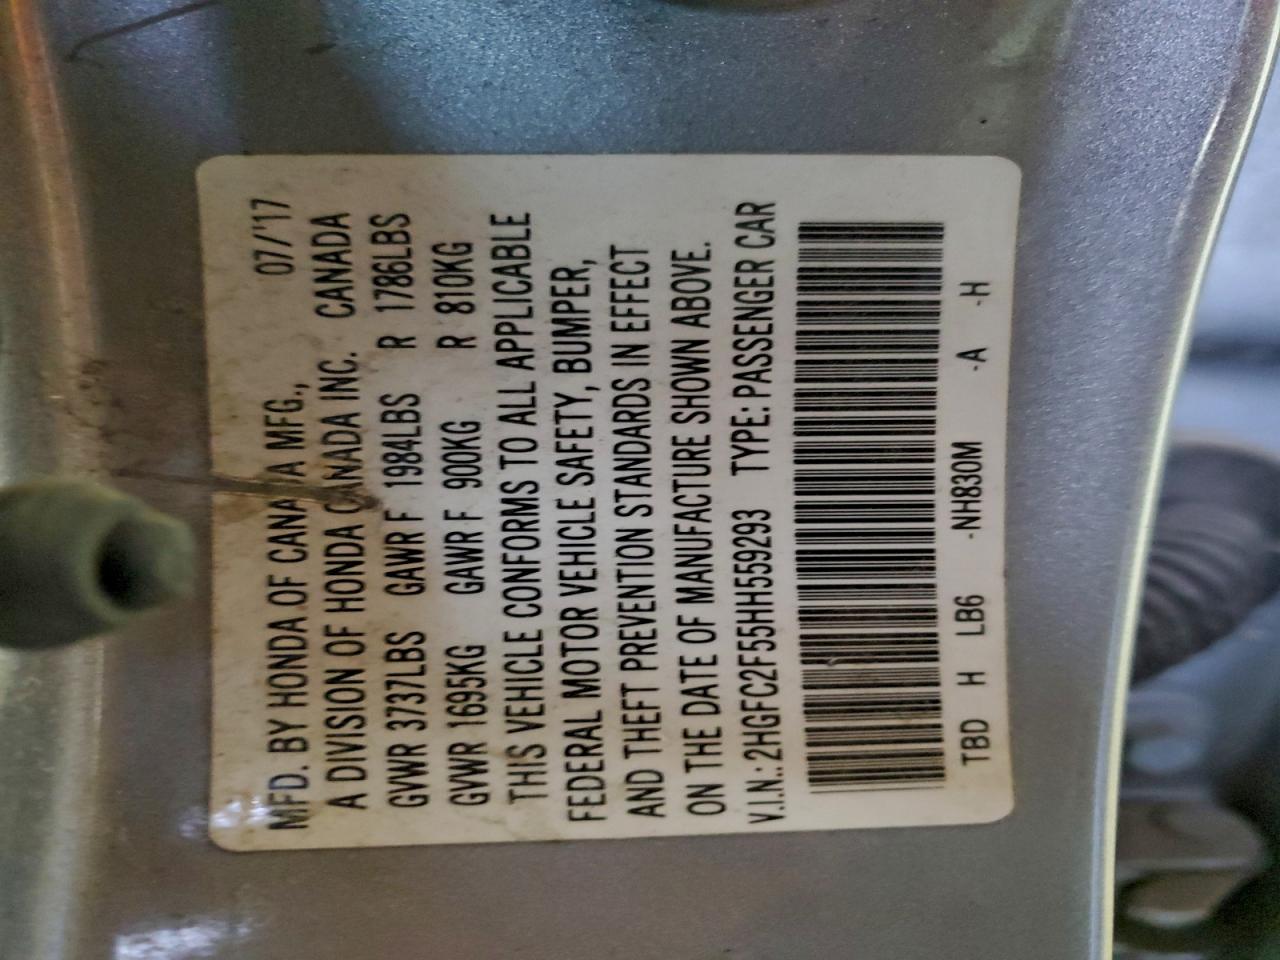 MFD. BY HONDA OF CANADA MFG., 07/'17
A DIVISION OF HONDA CANADA INC. CANADA
GVWR 3737LBS GAWR F 1984LBS R 1786LBS
GVWR 1695KG GAWR F 900KG R 810KG
THIS VEHICLE CONFORMS TO ALL APPLICABLE
FEDERAL MOTOR VEHICLE SAFETY, BUMPER,
AND THEFT PREVENTION STANDARDS IN EFFECT
ON THE DATE OF MANUFACTURE SHOWN ABOVE.
V.I.N.: 2HGFC2F55HH559293 TYPE: PASSENGER CAR
TBD H LB6 -NH830M -A -H